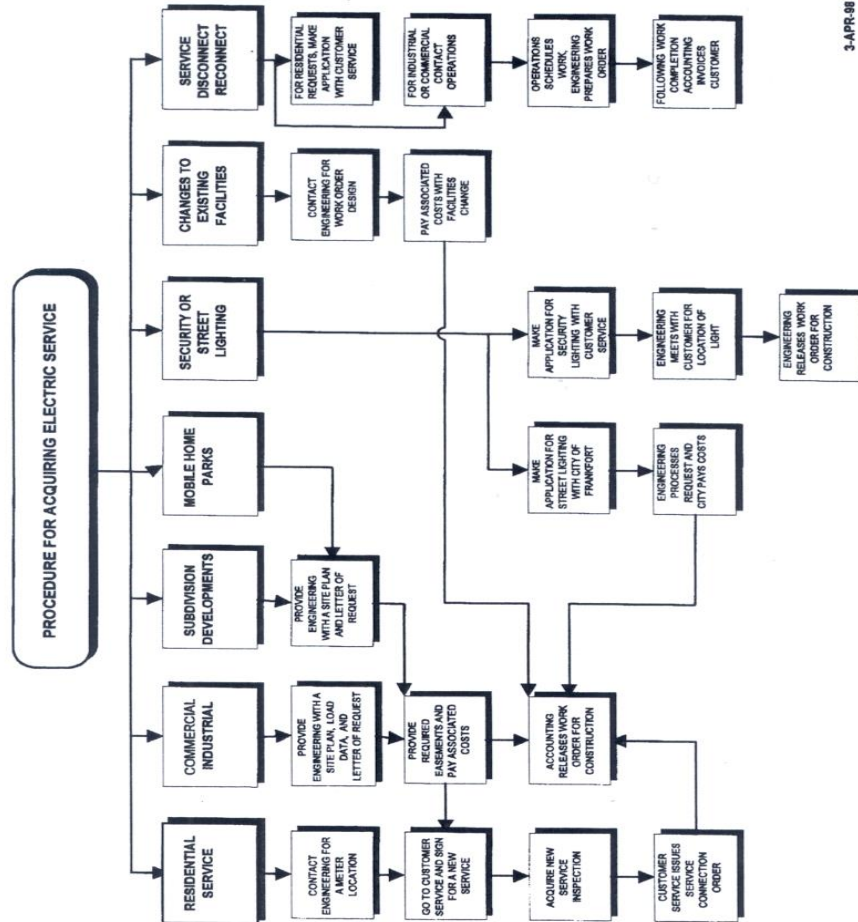 PROCEDURE FOR ACQUIRING ELECTRIC SERVICE
RESIDENTIAL
SERVICE
COMMERCIAL
INDUSTRIAL
SUBDIVISION
DEVELOPMENTS
MOBILE HOME
PARKS
SECURITY OR
STREET
LIGHTING
CHANGES TO
EXISTING
FACILITIES
SERVICE
DISCONNECT
RECONNECT
CONTACT
ENGINEERING FOR
A METER
LOCATION
PROVIDE
ENGINEERING WITH A
SITE PLAN, LOAD
DATA, AND
LETTER OF REQUEST
PROVIDE
ENGINEERING
WITH A SITE PLAN
AND LETTER OF
REQUEST
CONTACT
ENGINEERING FOR
WORK ORDER
DESIGN
FOR RESIDENTIAL
REQUESTS, MAKE
APPLICATION
WITH CUSTOMER
SERVICE
GO TO CUSTOMER
SERVICE AND SIGN
FOR A NEW
SERVICE
PROVIDE
REQUIRED
EASEMENTS AND
PAY ASSOCIATED
COSTS
PAY ASSOCIATED
COSTS WITH
FACILITIES
CHANGE
FOR INDUSTRIAL
OR COMMERCIAL
CONTACT
OPERATIONS
ACQUIRE NEW
SERVICE
INSPECTION
ACCOUNTING
RELEASES WORK
ORDER FOR
CONSTRUCTION
MAKE
APPLICATION FOR
STREET LIGHTING
WITH CITY OF
FRANKFORT
MAKE
APPLICATION FOR
SECURITY
LIGHTING WITH
CUSTOMER
SERVICE
OPERATIONS
SCHEDULES
WORK,
ENGINEERING
PREPARES WORK
ORDER
CUSTOMER
SERVICE ISSUES
SERVICE
CONNECTION
ORDER
ENGINEERING
PROCESSES
REQUEST AND
CITY PAYS COSTS
ENGINEERING
MEETS WITH
CUSTOMER FOR
LOCATION OF
LIGHT
FOLLOWING WORK
COMPLETION
ACCOUNTING
INVOICES
CUSTOMER
ENGINEERING
RELEASES WORK
ORDER FOR
CONSTRUCTION
3-APR-98